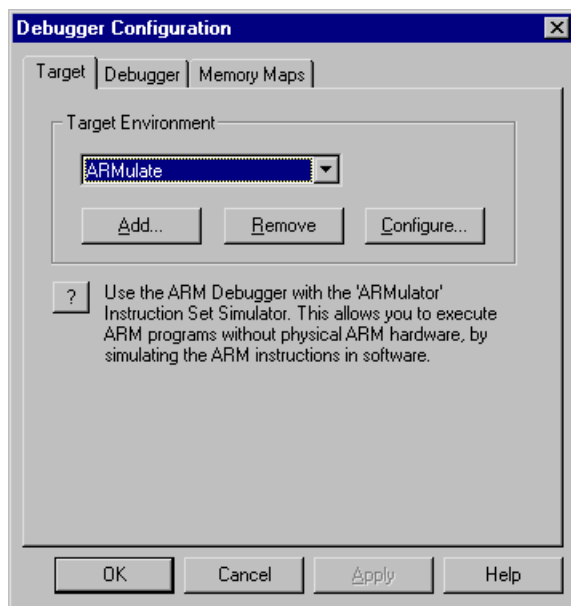 Debugger Configuration
Target Debugger Memory Maps
Target Environment
ARMulate
Add... Remove Configure...
? Use the ARM Debugger with the 'ARMulator'
Instruction Set Simulator. This allows you to execute
ARM programs without physical ARM hardware, by
simulating the ARM instructions in software.
OK Cancel Apply Help